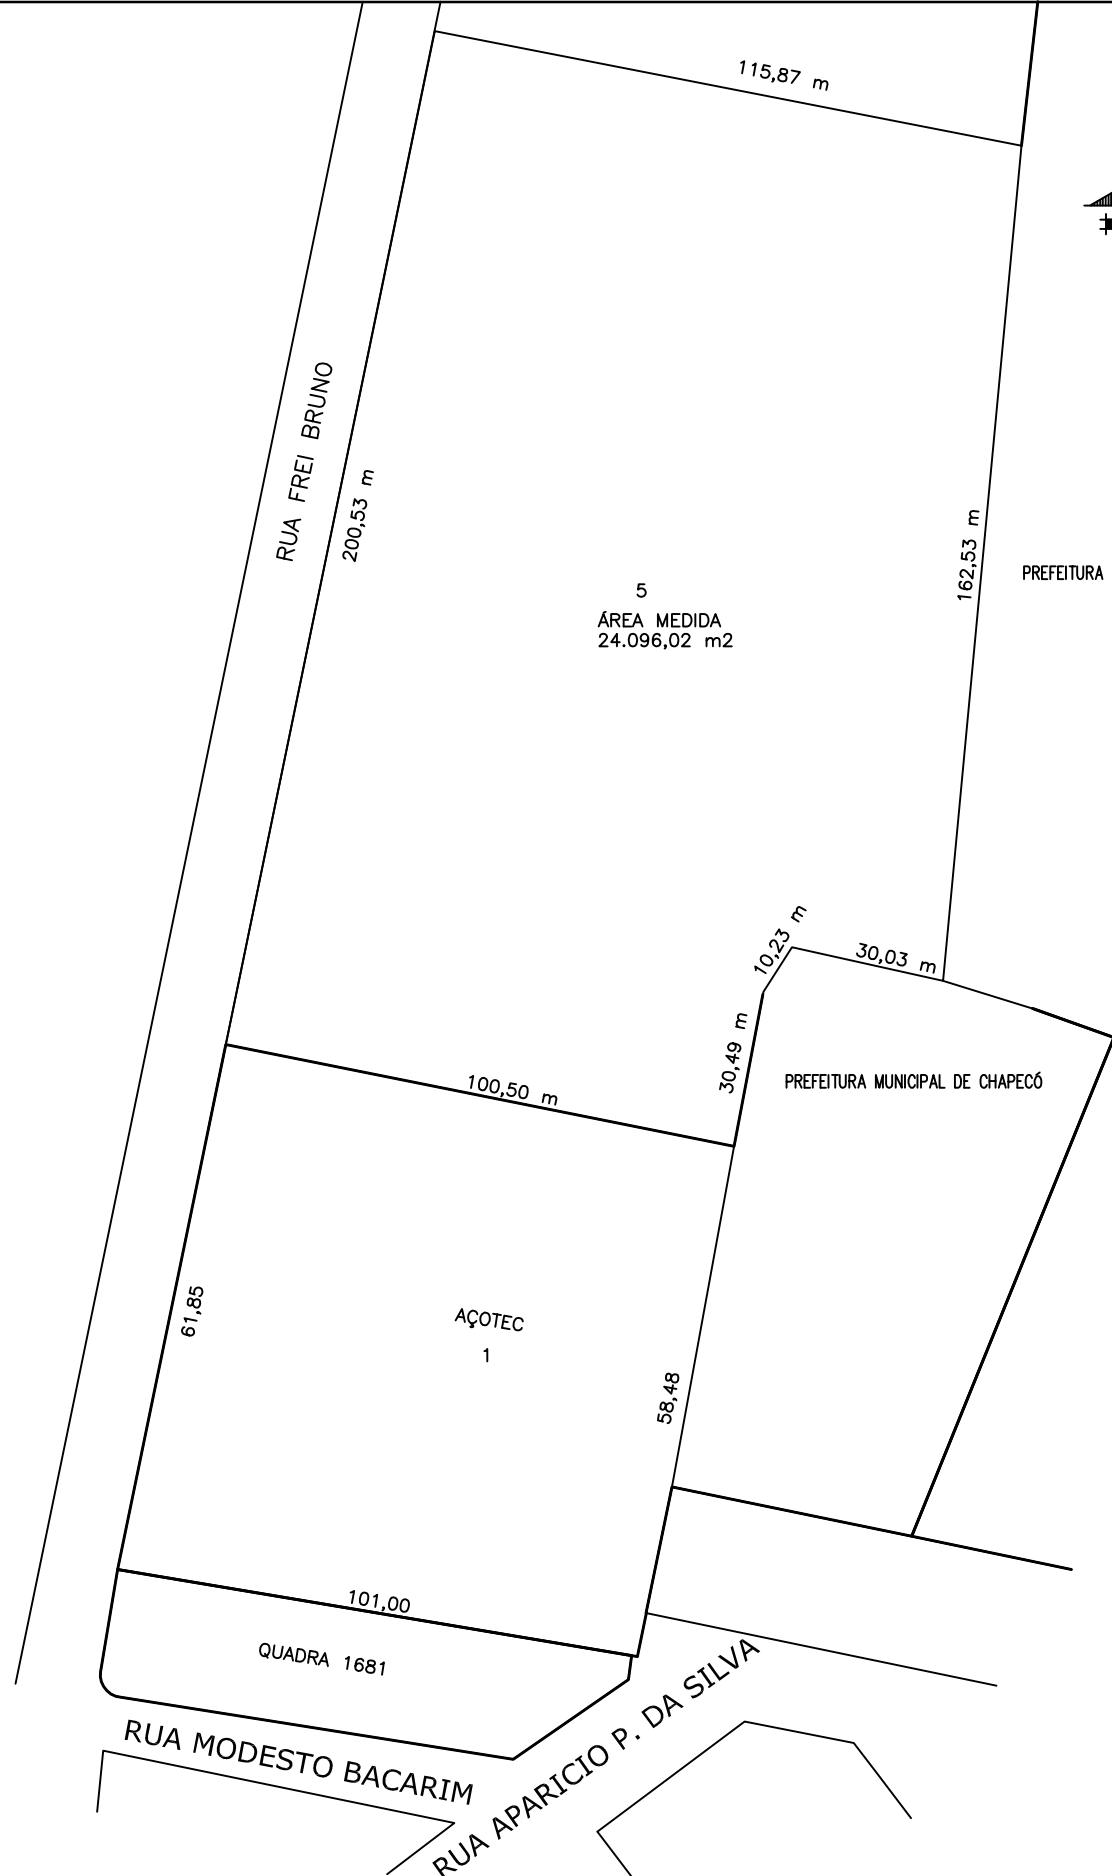 115,87 m
RUA FREI BRUNO
200,53 m
162,53 m
PREFEITURA
5
ÁREA MEDIDA
24.096,02 m2
10,23 m
30,03 m
30,49 m
PREFEITURA MUNICIPAL DE CHAPECÓ
100,50 m
61,85
AÇOTEC
1
58,48
101,00
QUADRA 1681
RUA MODESTO BACARIM
RUA APARICIO P. DA SILVA